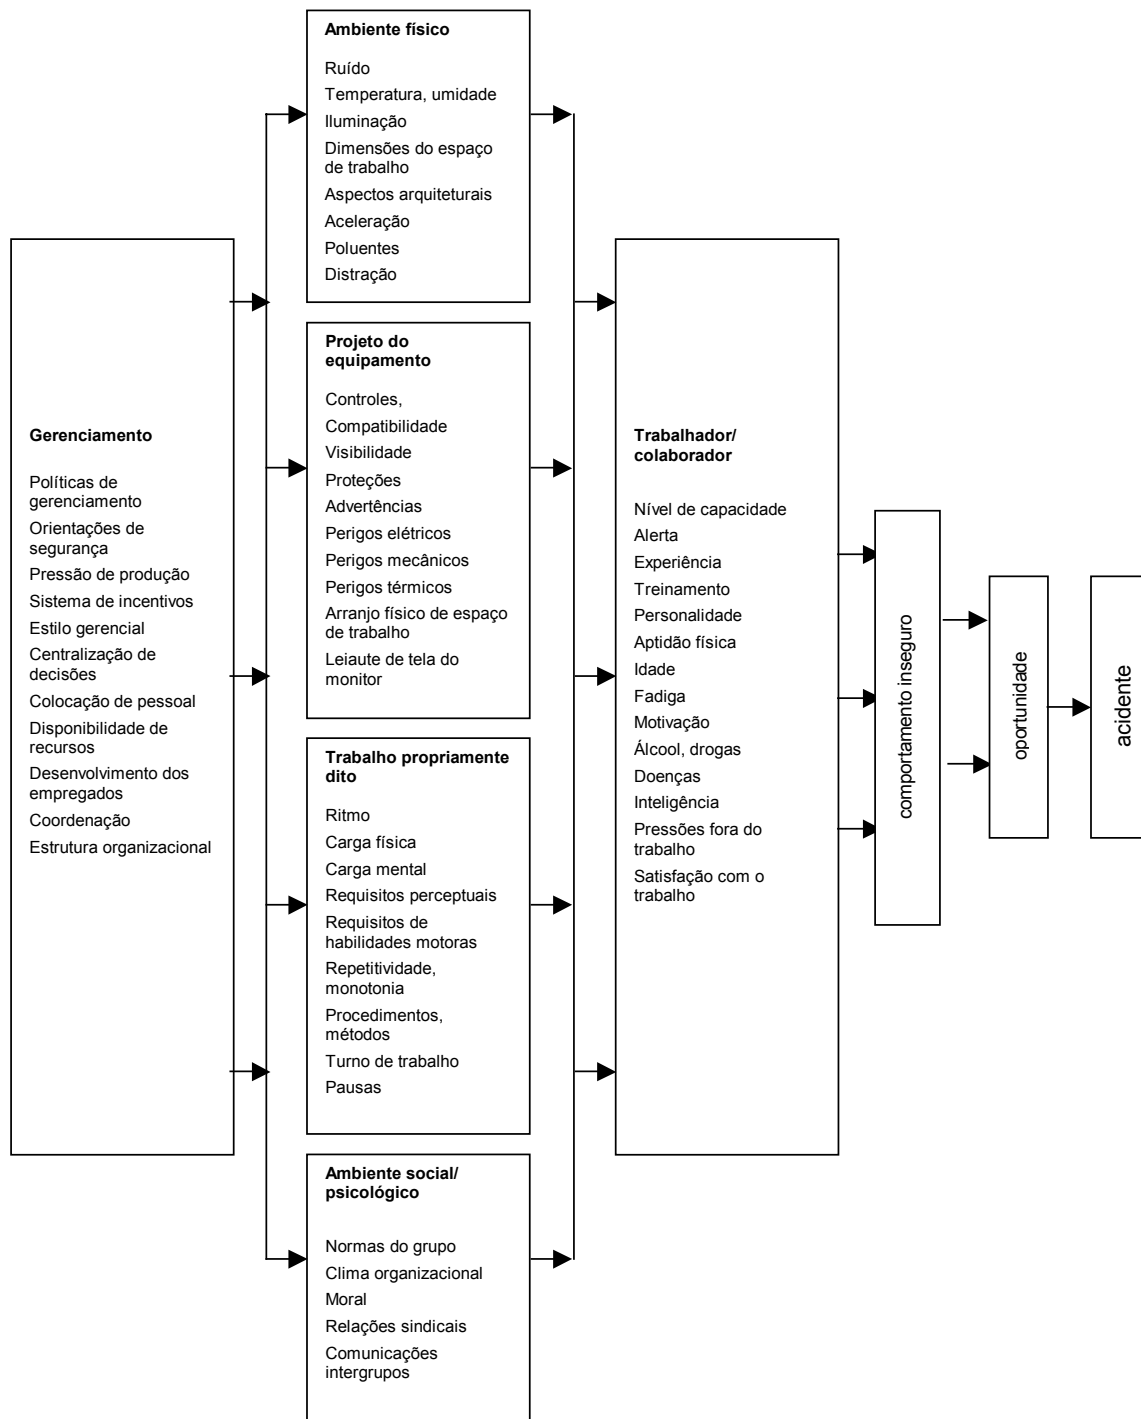 Gerenciamento
Políticas de
gerenciamento
Orientações de
segurança
Pressão de produção
Sistema de incentivos
Estilo gerencial
Centralização de
decisões
Colocação de pessoal
Disponibilidade de
recursos
Desenvolvimento dos
empregados
Coordenação
Estrutura organizacional
Ambiente físico
Ruído
Temperatura, umidade
Iluminação
Dimensões do espaço
de trabalho
Aspectos arquiteturais
Aceleração
Poluentes
Distração
Projeto do
equipamento
Controles,
Compatibilidade
Visibilidade
Proteções
Advertências
Perigos elétricos
Perigos mecânicos
Perigos térmicos
Arranjo físico de espaço
de trabalho
Leiaute de tela do
monitor
Trabalho propriamente
dito
Ritmo
Carga física
Carga mental
Requisitos perceptuais
Requisitos de
habilidades motoras
Repetitividade,
monotonia
Procedimentos,
métodos
Turno de trabalho
Pausas
Ambiente social/
psicológico
Normas do grupo
Clima organizacional
Moral
Relações sindicais
Comunicações
intergrupos
Trabalhador/
colaborador
Nível de capacidade
Alerta
Experiência
Treinamento
Personalidade
Aptidão física
Idade
Fadiga
Motivação
Álcool, drogas
Doenças
Inteligência
Pressões fora do
trabalho
Satisfação com o
trabalho
comportamento inseguro
oportunidade
acidente